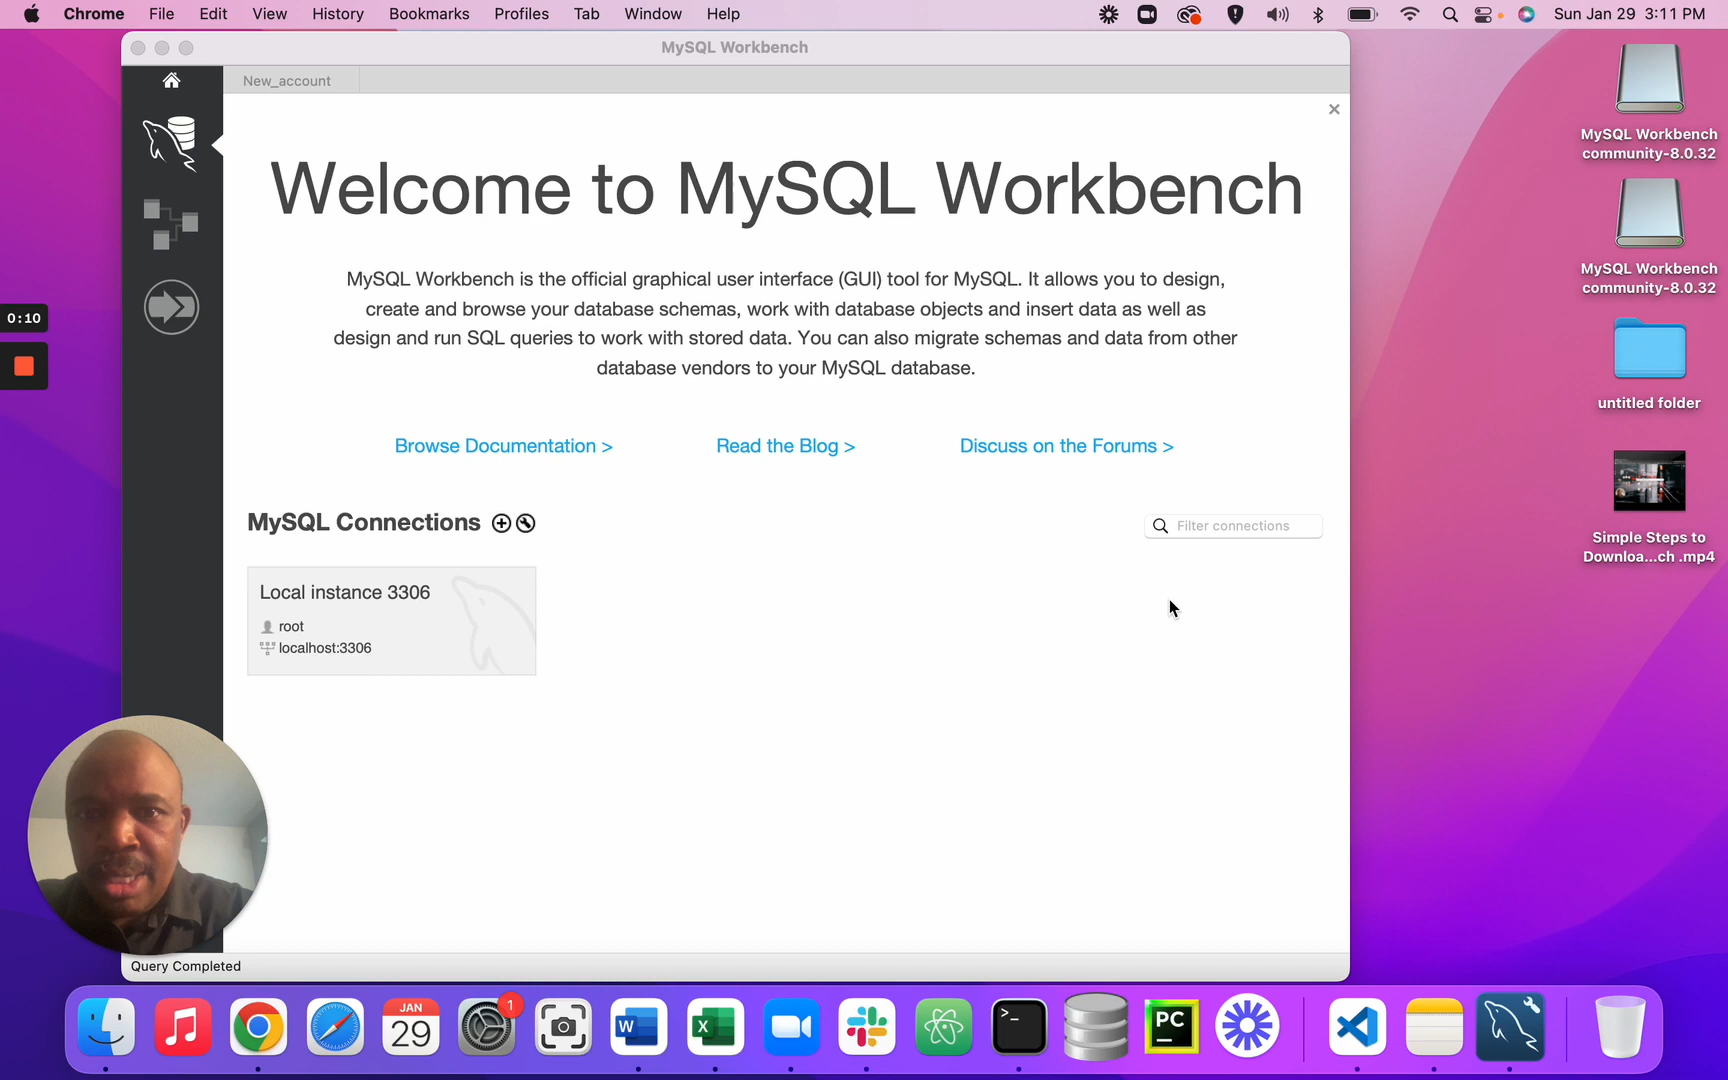 Chrome File Edit View History Bookmarks Profiles Tab Window Help Sun Jan 29 3:11 PM
MySQL Workbench
New_account
Welcome to MySQL Workbench
MySQL Workbench is the official graphical user interface (GUI) tool for MySQL. It allows you to design,
create and browse your database schemas, work with database objects and insert data as well as
design and run SQL queries to work with stored data. You can also migrate schemas and data from other
database vendors to your MySQL database.
Browse Documentation > Read the Blog > Discuss on the Forums >
MySQL Connections
Filter connections
Local instance 3306
root
localhost:3306
Query Completed
0:10
MySQL Workbench
community-8.0.32
MySQL Workbench
community-8.0.32
untitled folder
Simple Steps to
Downloa...ch .mp4
JAN
29
1
W
X
>_
PC